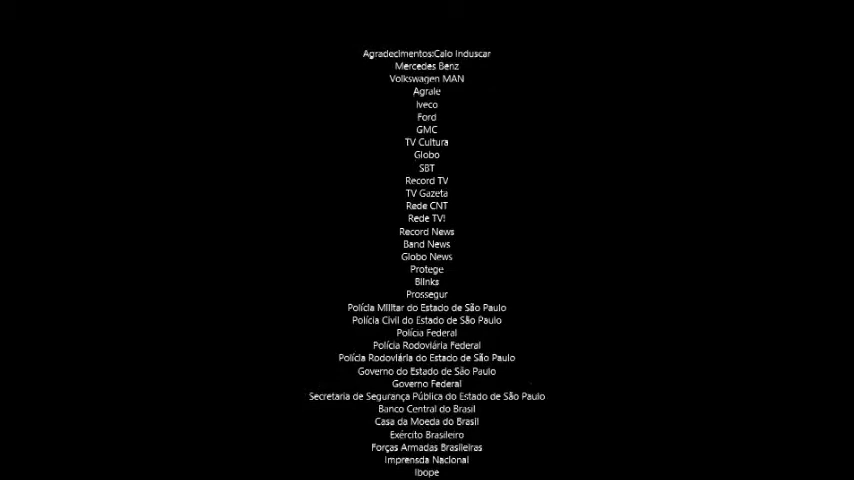 Agradecimentos:Caio Induscar
Mercedes Benz
Volkswagen MAN
Agrale
Iveco
Ford
GMC
TV Cultura
Globo
SBT
Record TV
TV Gazeta
Rede CNT
Rede TV!
Record News
Band News
Globo News
Protege
Blinks
Prossegur
Polícia Militar do Estado de São Paulo
Polícia Civil do Estado de São Paulo
Polícia Federal
Polícia Rodoviária Federal
Polícia Rodoviária do Estado de São Paulo
Governo do Estado de São Paulo
Governo Federal
Secretaria de Segurança Pública do Estado de São Paulo
Banco Central do Brasil
Casa da Moeda do Brasil
Exército Brasileiro
Forças Armadas Brasileiras
Imprensda Nacional
Ibope